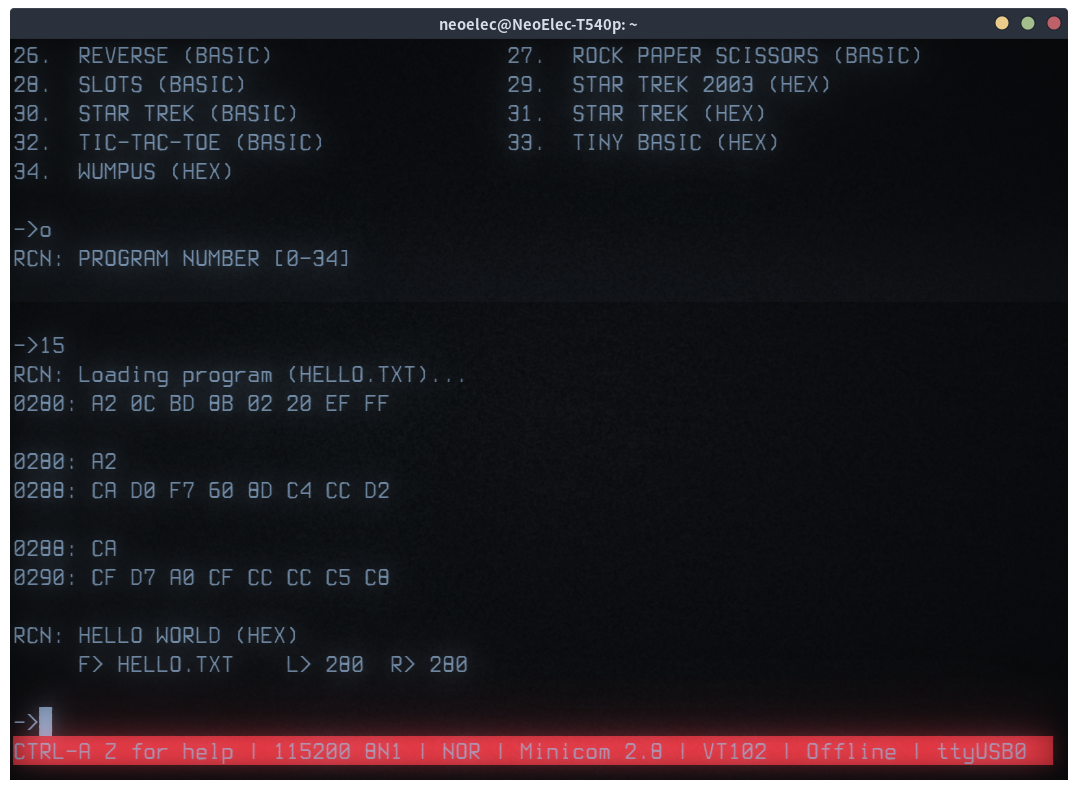 neoelec@NeoElec-T540p: ~
26. REVERSE (BASIC) 27. ROCK PAPER SCISSORS (BASIC)
28. SLOTS (BASIC) 29. STAR TREK 2003 (HEX)
30. STAR TREK (BASIC) 31. STAR TREK (HEX)
32. TIC-TAC-TOE (BASIC) 33. TINY BASIC (HEX)
34. WUMPUS (HEX)
->o
RCN: PROGRAM NUMBER [0-34]
->15
RCN: Loading program (HELLO.TXT)...
0280: A2 0C BD 8B 02 20 EF FF
0280: A2
0288: CA D0 F7 60 8D C4 CC D2
0288: CA
0290: CF D7 A0 CF CC CC C5 C8
RCN: HELLO WORLD (HEX)
F> HELLO.TXT L> 280 R> 280
->
CTRL-A Z for help | 115200 8N1 | NOR | Minicom 2.8 | VT102 | Offline | ttyUSB0